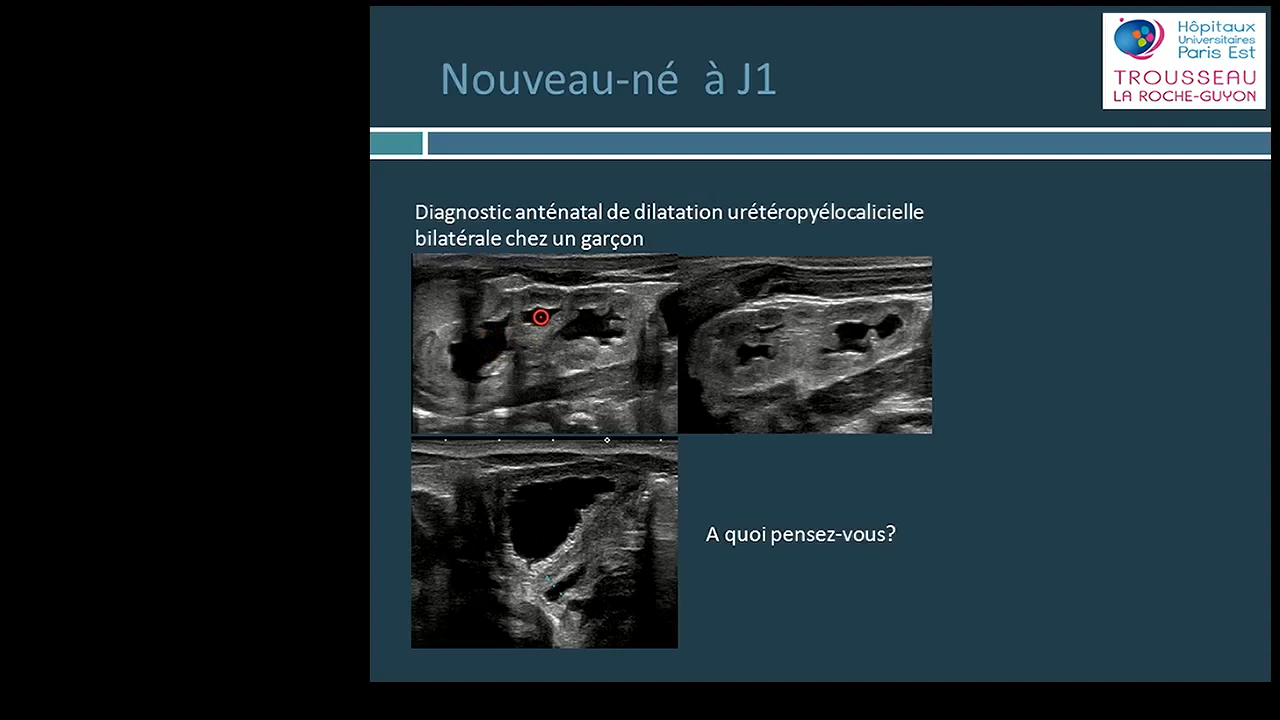 Hôpitaux
Universitaires
Paris Est
TROUSSEAU
LA ROCHE-GUYON
Nouveau-né à J1
Diagnostic anténatal de dilatation urétéropyélocalicielle
bilatérale chez un garçon
A quoi pensez-vous?